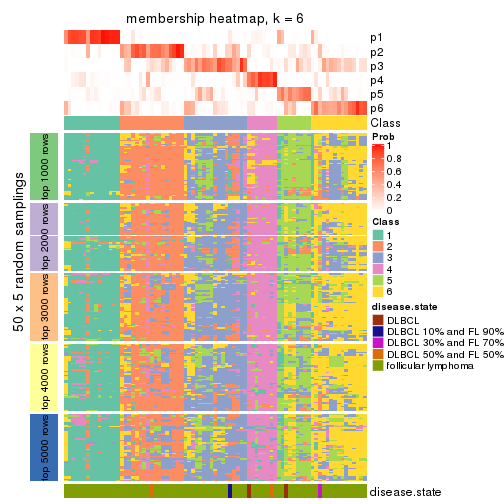 membership heatmap, k = 6
p1
p2
p3
p4
p5
p6
Class
50 x 5 random samplings
top 1000 rows
top 2000 rows
top 3000 rows
top 4000 rows
top 5000 rows
Prob
1
0.8
0.6
0.4
0.2
0
Class
1
2
3
4
5
6
disease.state
DLBCL
DLBCL 10% and FL 90%
DLBCL 30% and FL 70%
DLBCL 50% and FL 50%
follicular lymphoma
disease.state